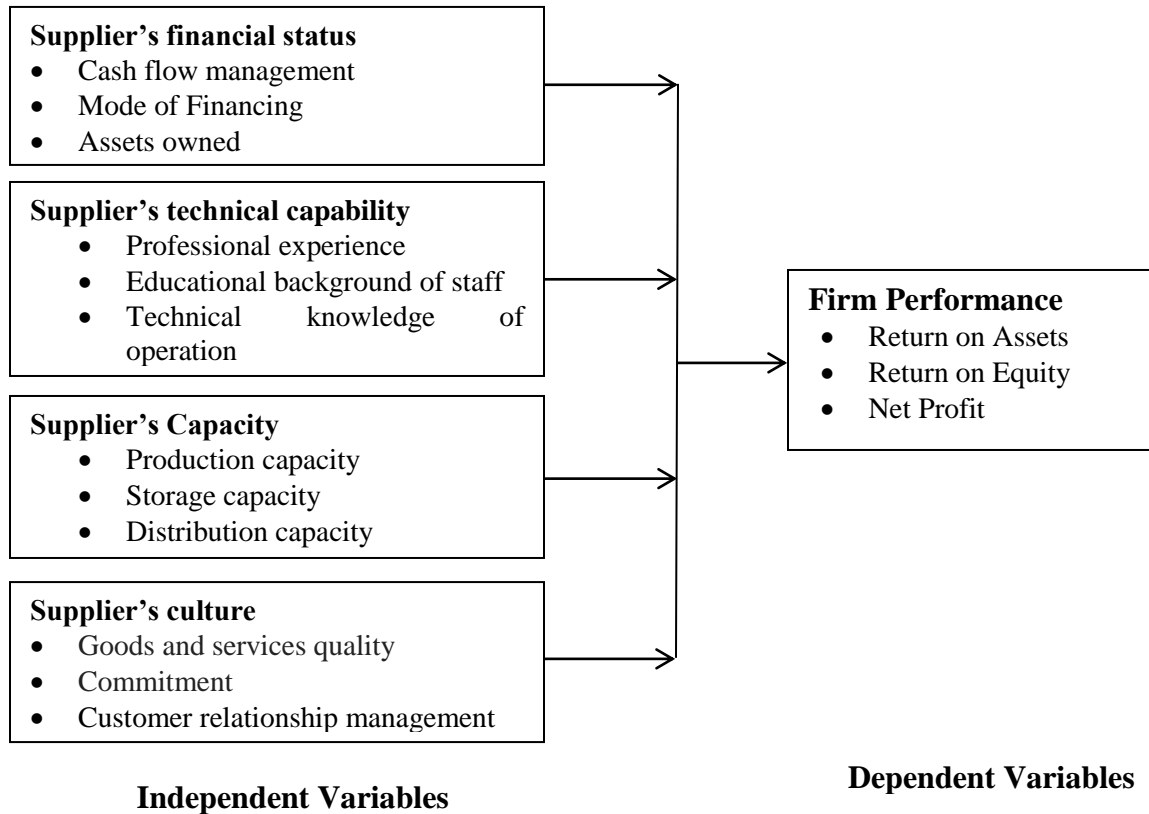 Supplier’s financial status
• Cash flow management
• Mode of Financing
• Assets owned
Supplier’s technical capability
• Professional experience
• Educational background of staff
• Technical knowledge of
operation
Supplier’s Capacity
• Production capacity
• Storage capacity
• Distribution capacity
Supplier’s culture
• Goods and services quality
• Commitment
• Customer relationship management
Independent Variables
Firm Performance
• Return on Assets
• Return on Equity
• Net Profit
Dependent Variables